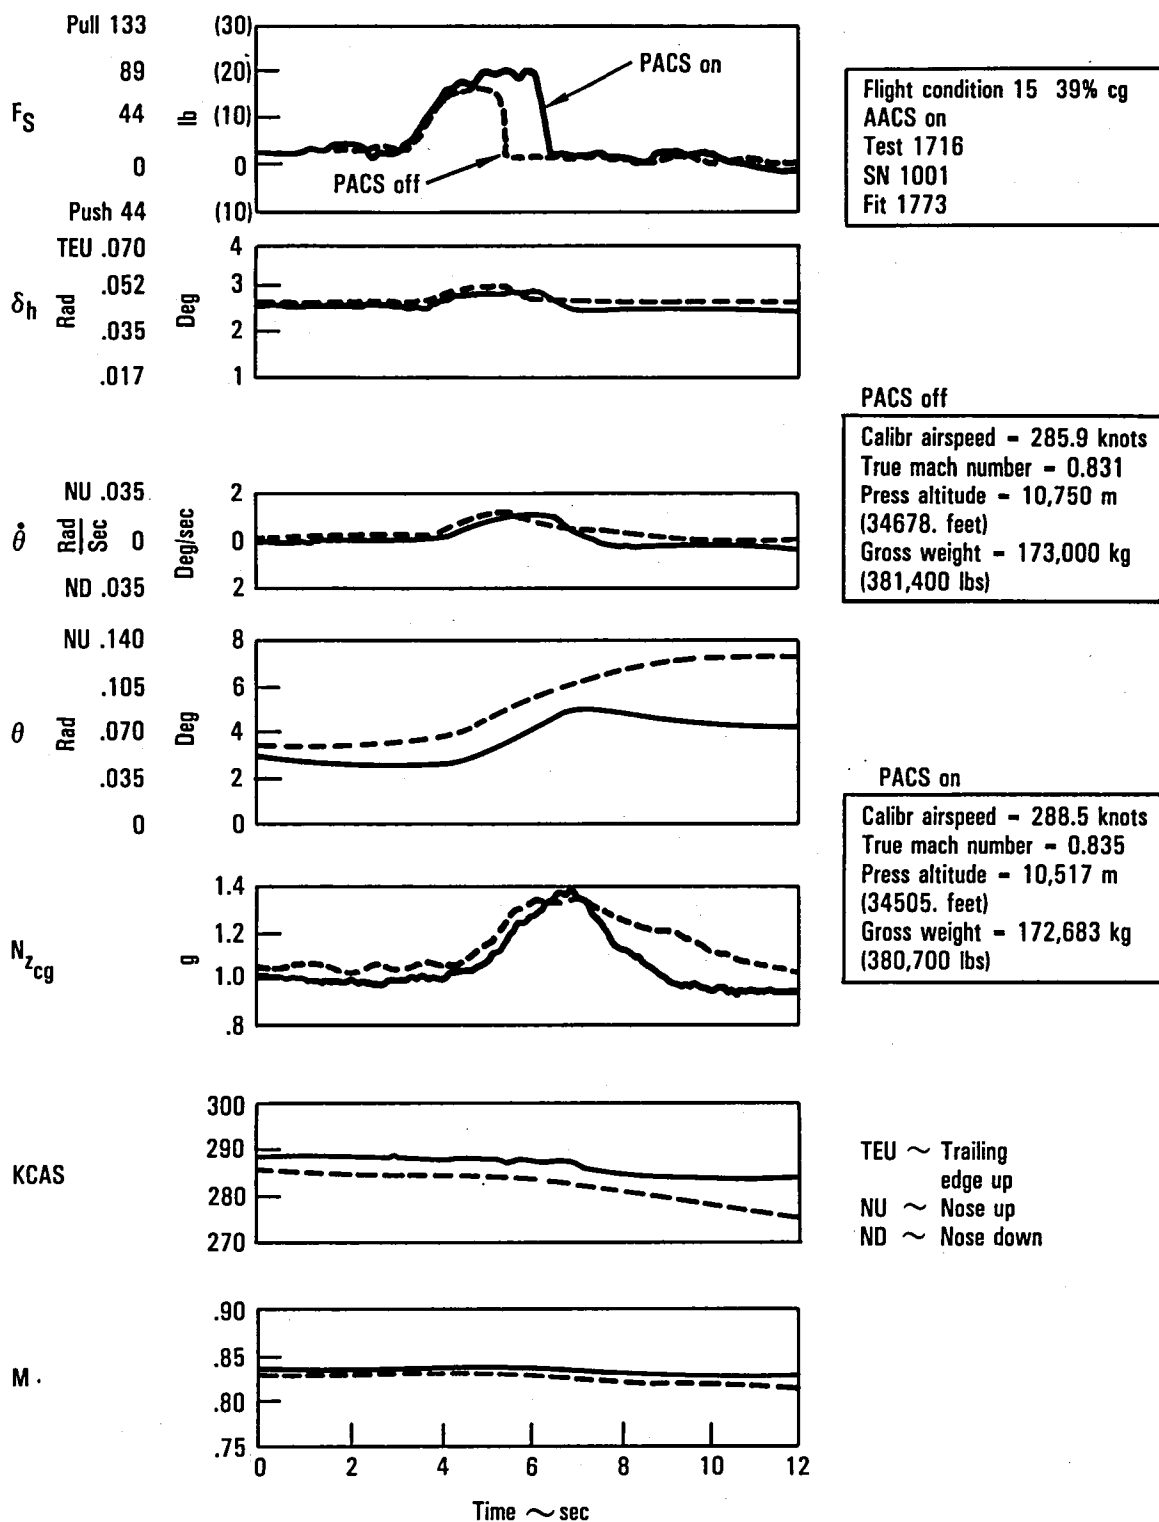 Pull 133 (30)
89 (20)
F_S 44 lb (10)
0 0
Push 44 (10)
PACS on
PACS off
Flight condition 15 39% cg
AACS on
Test 1716
SN 1001
Flt 1773
TEU .070 4
.052 3
δ_h Rad .035 Deg 2
.017 1
NU .035 2
θ̇ Rad/Sec 0 Deg/sec 0
ND .035 2
PACS off
Calibr airspeed = 285.9 knots
True mach number = 0.831
Press altitude = 10,750 m
(34678. feet)
Gross weight = 173,000 kg
(381,400 lbs)
NU .140 8
.105 6
θ Rad .070 Deg 4
.035 2
0 0
PACS on
Calibr airspeed = 288.5 knots
True mach number = 0.835
Press altitude = 10,517 m
(34505. feet)
Gross weight = 172,683 kg
(380,700 lbs)
1.4
1.2
N_z_cg g 1.0
.8
300
290
KCAS 280
270
TEU ~ Trailing
edge up
NU ~ Nose up
ND ~ Nose down
.90
.85
M .80
.75
0 2 4 6 8 10 12
Time ~ sec